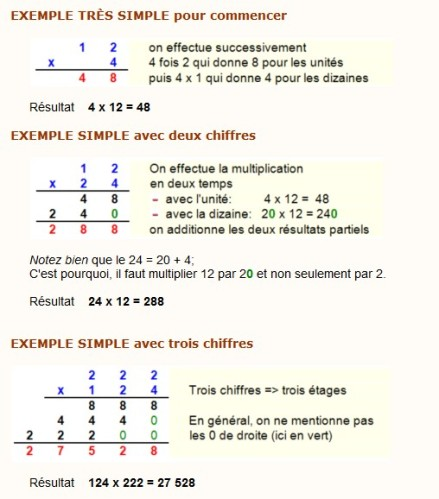 EXEMPLE TRÈS SIMPLE pour commencer
1 2 on effectue successivement
x 4 4 fois 2 qui donne 8 pour les unités
4 8 puis 4 x 1 qui donne 4 pour les dizaines
Résultat 4 x 12 = 48
EXEMPLE SIMPLE avec deux chiffres
1 2 On effectue la multiplication
x 2 4 en deux temps
4 8 - avec l'unité: 4 x 12 = 48
2 4 0 - avec la dizaine: 20 x 12 = 240
2 8 8 on additionne les deux résultats partiels
Notez bien que le 24 = 20 + 4;
C'est pourquoi, il faut multiplier 12 par 20 et non seulement par 2.
Résultat 24 x 12 = 288
EXEMPLE SIMPLE avec trois chiffres
2 2 2
x 1 2 4 Trois chiffres => trois étages
8 8 8
4 4 4 0 En général, on ne mentionne pas
2 2 2 0 0 les 0 de droite (ici en vert)
2 7 5 2 8
Résultat 124 x 222 = 27 528